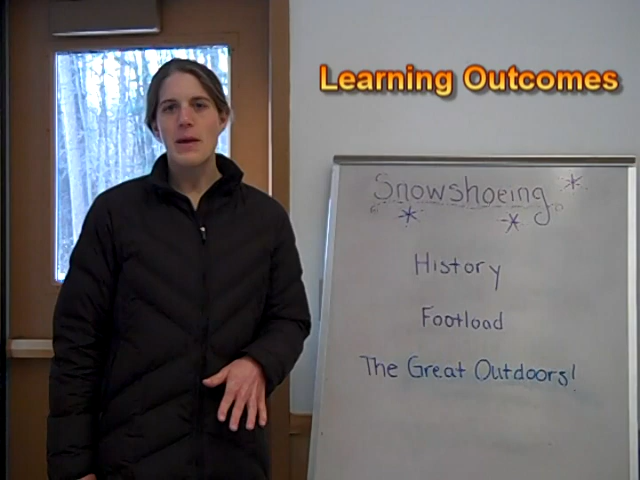 Learning Outcomes
Snowshoeing
History
Footload
The Great Outdoors!